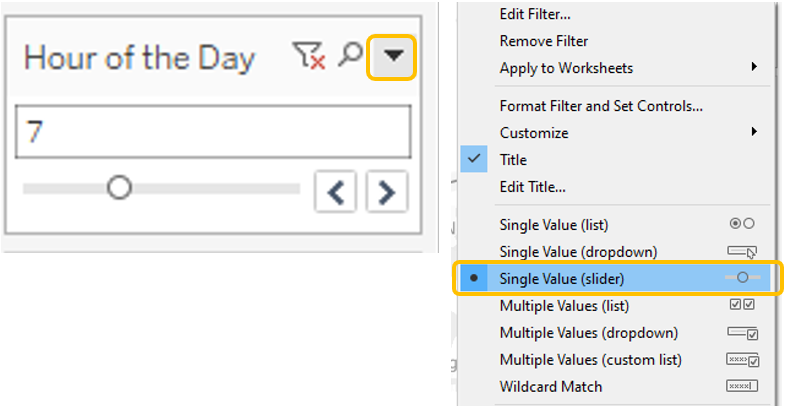 Hour of the Day
7
Edit Filter...
Remove Filter
Apply to Worksheets
Format Filter and Set Controls...
Customize
Title
Edit Title...
Single Value (list)
Single Value (dropdown)
Single Value (slider)
Multiple Values (list)
Multiple Values (dropdown)
Multiple Values (custom list)
Wildcard Match